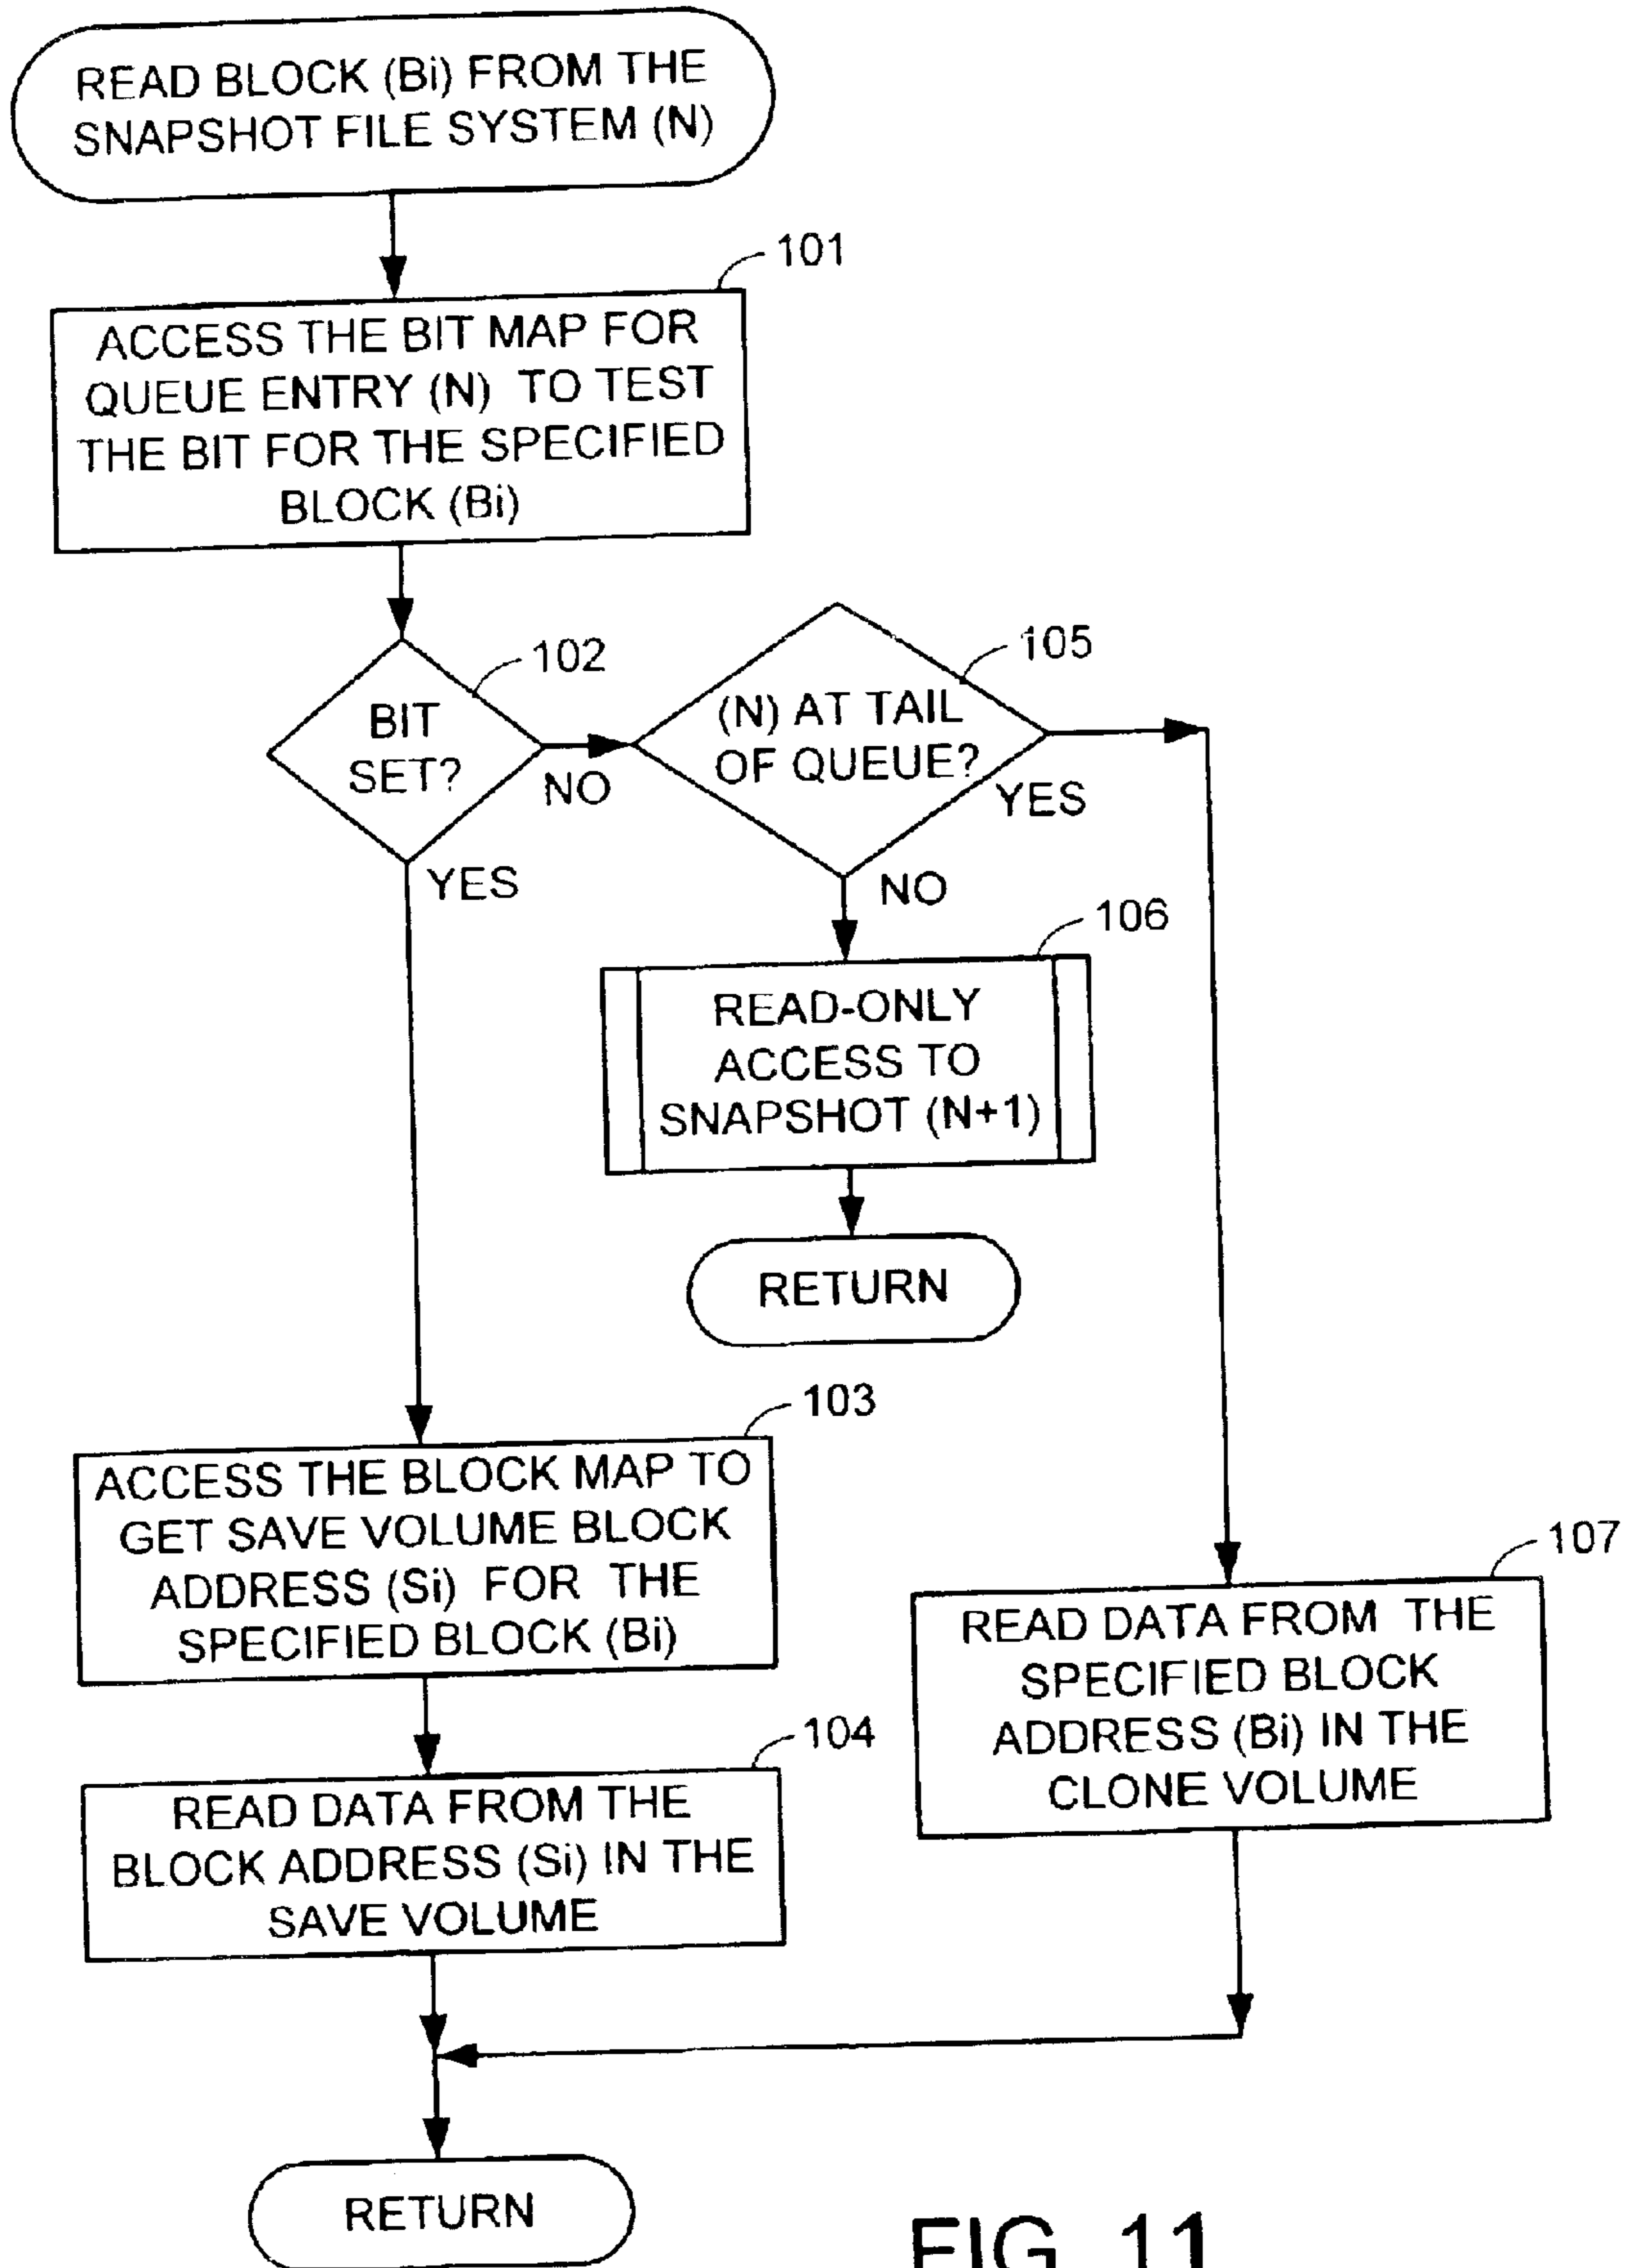 READ BLOCK (Bi) FROM THE
SNAPSHOT FILE SYSTEM (N)
101
ACCESS THE BIT MAP FOR
QUEUE ENTRY (N) TO TEST
THE BIT FOR THE SPECIFIED
BLOCK (Bi)
102
BIT
SET?
NO
YES
105
(N) AT TAIL
OF QUEUE?
YES
NO
106
READ-ONLY
ACCESS TO
SNAPSHOT (N+1)
RETURN
103
ACCESS THE BLOCK MAP TO
GET SAVE VOLUME BLOCK
ADDRESS (Si) FOR THE
SPECIFIED BLOCK (Bi)
104
READ DATA FROM THE
BLOCK ADDRESS (Si) IN THE
SAVE VOLUME
107
READ DATA FROM THE
SPECIFIED BLOCK
ADDRESS (Bi) IN THE
CLONE VOLUME
RETURN
FIG. 11